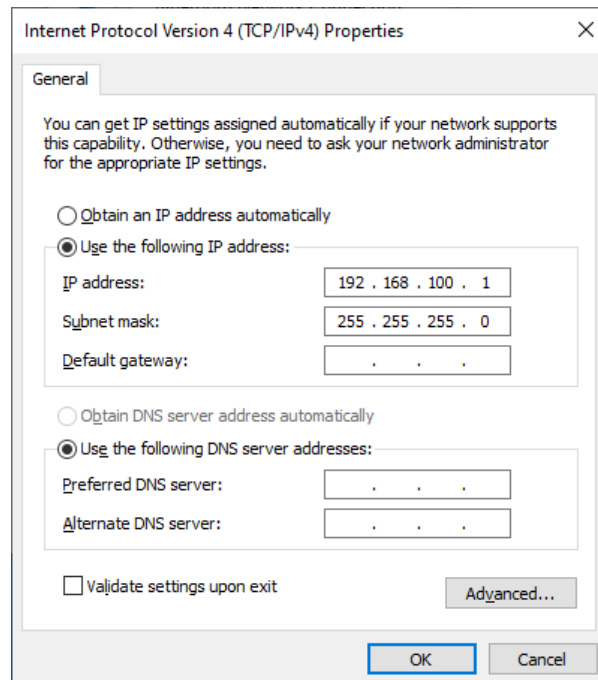 Internet Protocol Version 4 (TCP/IPv4) Properties
General
You can get IP settings assigned automatically if your network supports
this capability. Otherwise, you need to ask your network administrator
for the appropriate IP settings.
Obtain an IP address automatically
Use the following IP address:
IP address: 192 . 168 . 100 . 1
Subnet mask: 255 . 255 . 255 . 0
Default gateway: . . .
Obtain DNS server address automatically
Use the following DNS server addresses:
Preferred DNS server: . . .
Alternate DNS server: . . .
Validate settings upon exit
Advanced...
OK Cancel